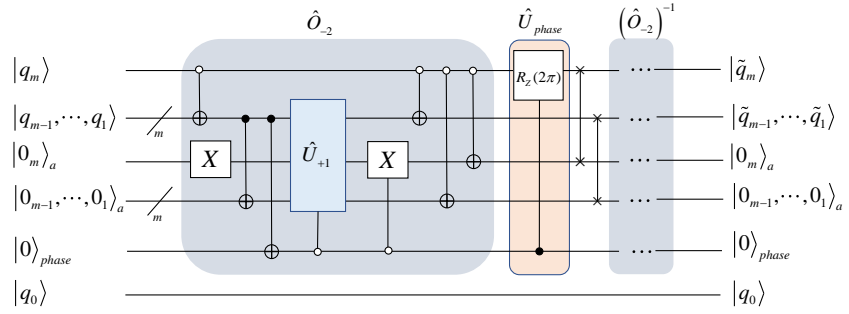 Ô₋₂ Û_phase (Ô₋₂)⁻¹
|q_m⟩ R_Z(2π) ... |q̃_m⟩
|q_{m-1}, ⋯, q_1⟩ m ... |q̃_{m-1}, ⋯, q̃_1⟩
|0_m⟩_a X Û_{+1} X ... |0_m⟩_a
|0_{m-1}, ⋯, 0_1⟩_a m ... |0_{m-1}, ⋯, 0_1⟩_a
|0⟩_phase ... |0⟩_phase
|q_0⟩ |q_0⟩